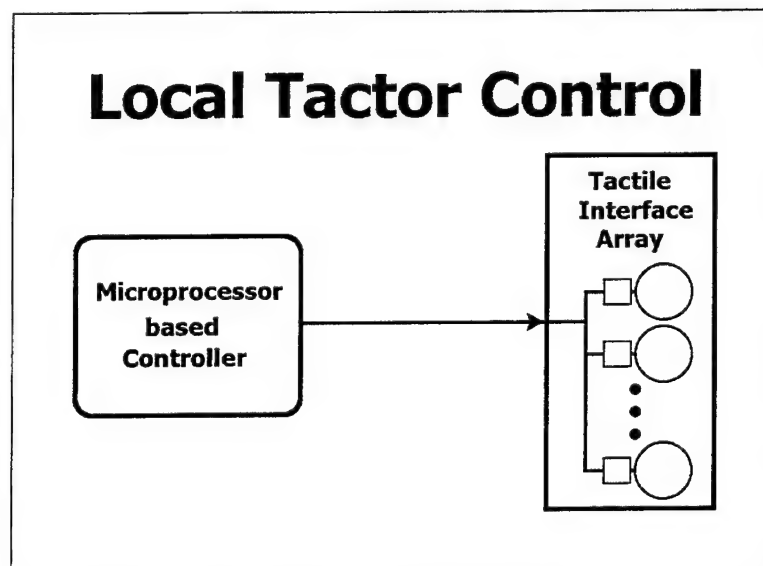 Local Tactor Control
Tactile
Interface
Array
Microprocessor
based
Controller